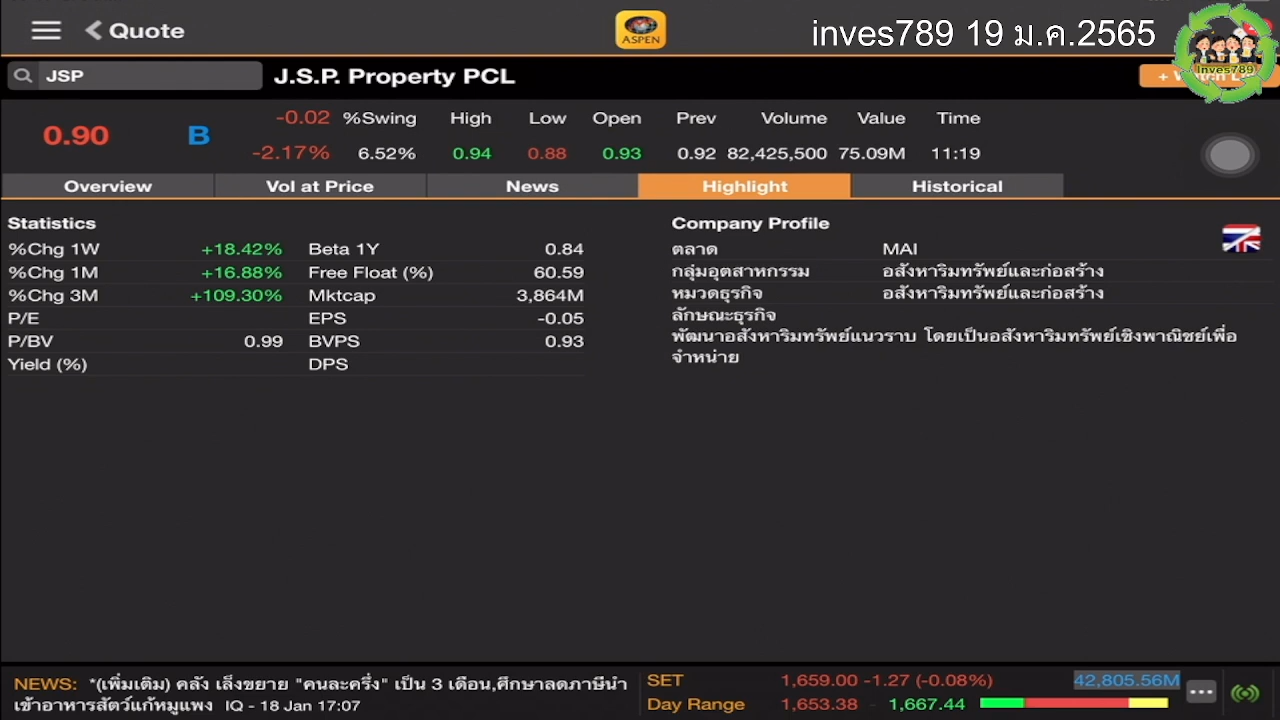 Quote
ASPEN
inves789 19 ม.ค.2565
Inves789
JSP
J.S.P. Property PCL
0.90 B
-0.02 %Swing High Low Open Prev Volume Value Time
-2.17% 6.52% 0.94 0.88 0.93 0.92 82,425,500 75.09M 11:19
Overview Vol at Price News Highlight Historical
Statistics
%Chg 1W +18.42% Beta 1Y 0.84
%Chg 1M +16.88% Free Float (%) 60.59
%Chg 3M +109.30% Mktcap 3,864M
P/E EPS -0.05
P/BV 0.99 BVPS 0.93
Yield (%) DPS
Company Profile
ตลาด MAI
กลุ่มอุตสาหกรรม อสังหาริมทรัพย์และก่อสร้าง
หมวดธุรกิจ อสังหาริมทรัพย์และก่อสร้าง
ลักษณะธุรกิจ
พัฒนาอสังหาริมทรัพย์แนวราบ โดยเป็นอสังหาริมทรัพย์เชิงพาณิชย์เพื่อ
จำหน่าย
NEWS: *(เพิ่มเติม) คลัง เล็งขยาย "คนละครึ่ง" เป็น 3 เดือน,ศึกษาลดภาษีนำ
เข้าอาหารสัตว์แก้หมูแพง IQ - 18 Jan 17:07
SET 1,659.00 -1.27 (-0.08%) 42,805.56M
Day Range 1,653.38 - 1,667.44